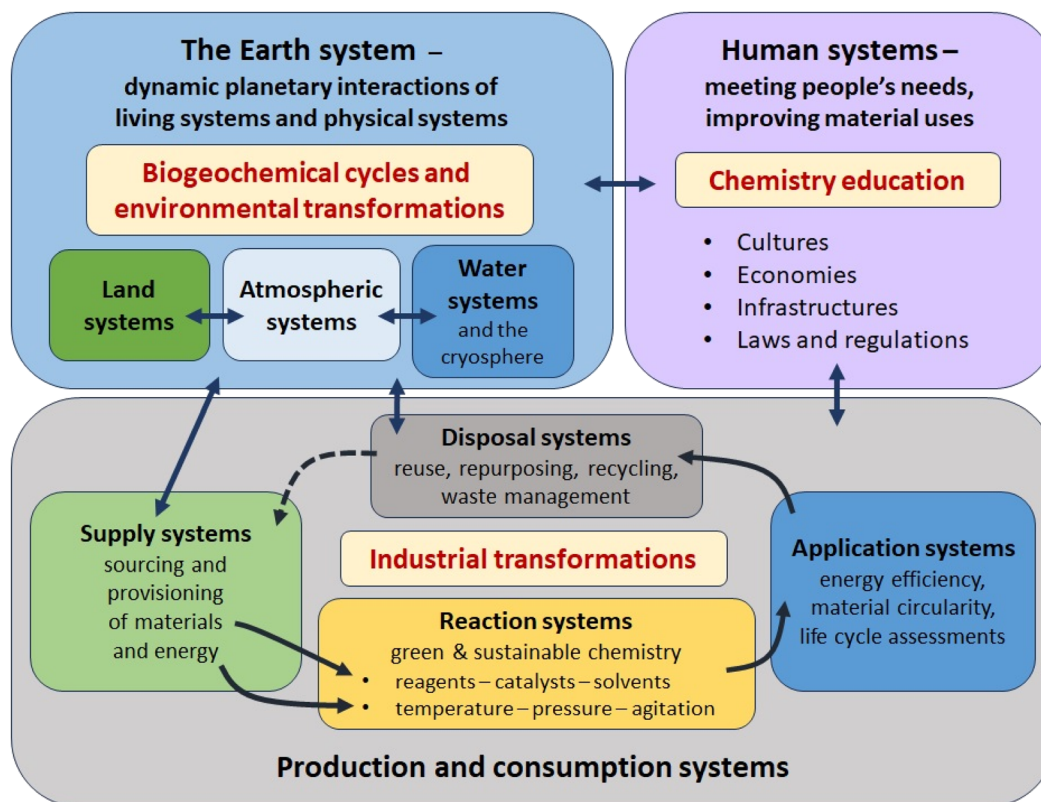 The Earth system –
dynamic planetary interactions of
living systems and physical systems
Biogeochemical cycles and
environmental transformations
Land
systems
Atmospheric
systems
Water
systems
and the
cryosphere
Human systems –
meeting people's needs,
improving material uses
Chemistry education
• Cultures
• Economies
• Infrastructures
• Laws and regulations
Disposal systems
reuse, repurposing, recycling,
waste management
Supply systems
sourcing and
provisioning
of materials
and energy
Industrial transformations
Reaction systems
green & sustainable chemistry
• reagents – catalysts – solvents
• temperature – pressure – agitation
Application systems
energy efficiency,
material circularity,
life cycle assessments
Production and consumption systems